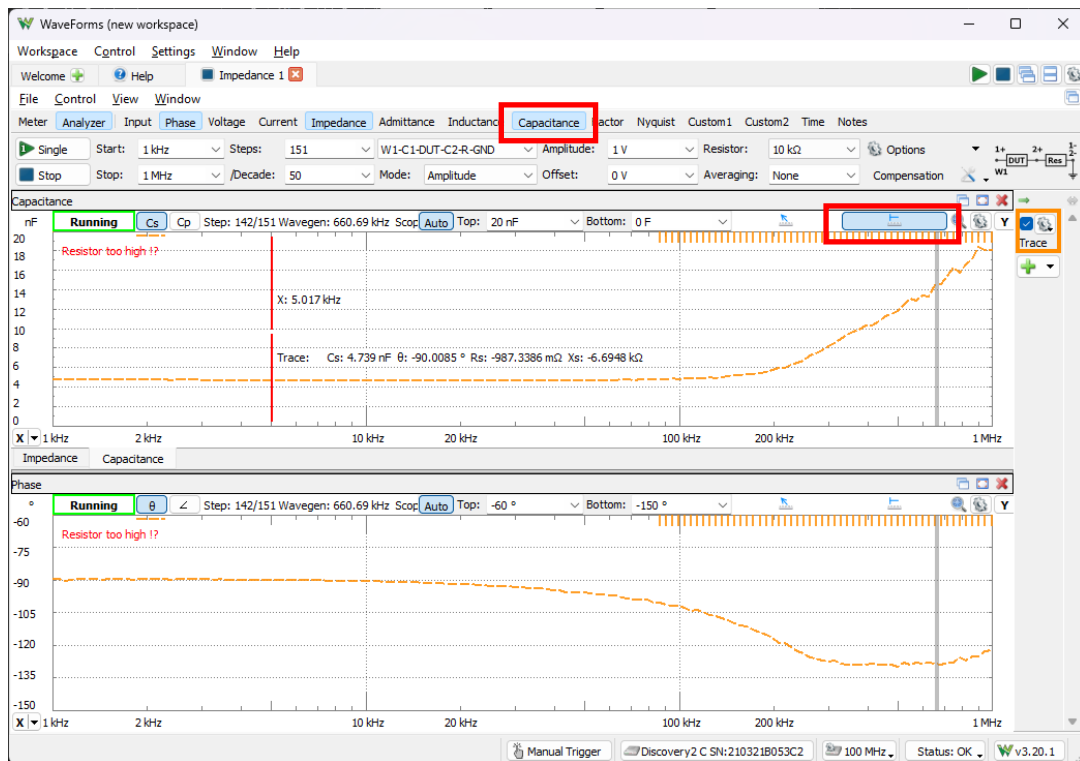 WaveForms (new workspace)
Workspace Control Settings Window Help
Welcome Help Impedance 1
File Control View Window
Meter Analyzer Input Phase Voltage Current Impedance Admittance Inductanc Capacitance actor Nyquist Custom1 Custom2 Time Notes
Single Start: 1 kHz Steps: 151 W1-C1-DUT-C2-R-GND Amplitude: 1 V Resistor: 10 kΩ Options
Stop Stop: 1 MHz /Decade: 50 Mode: Amplitude Offset: 0 V Averaging: None Compensation
1+ 2+ 1- 2-
DUT Res
W1
Capacitance
nF Running Cs Cp Step: 142/151 Wavegen: 660.69 kHz Scop Auto Top: 20 nF Bottom: 0 F Y
Trace
Resistor too high !?
20
18
16
14
12
10
8
6
4
2
0
X: 5.017 kHz
Trace: Cs: 4.739 nF θ: -90.0085 ° Rs: -987.3386 mΩ Xs: -6.6948 kΩ
X 1 kHz 2 kHz 10 kHz 20 kHz 100 kHz 200 kHz 1 MHz
Impedance Capacitance
Phase
° Running θ ∠ Step: 142/151 Wavegen: 660.69 kHz Scop Auto Top: -60 ° Bottom: -150 ° Y
Resistor too high !?
-60
-75
-90
-105
-120
-135
-150
X 1 kHz 2 kHz 10 kHz 20 kHz 100 kHz 200 kHz 1 MHz
Manual Trigger Discovery2 C SN:210321B053C2 100 MHz Status: OK v3.20.1